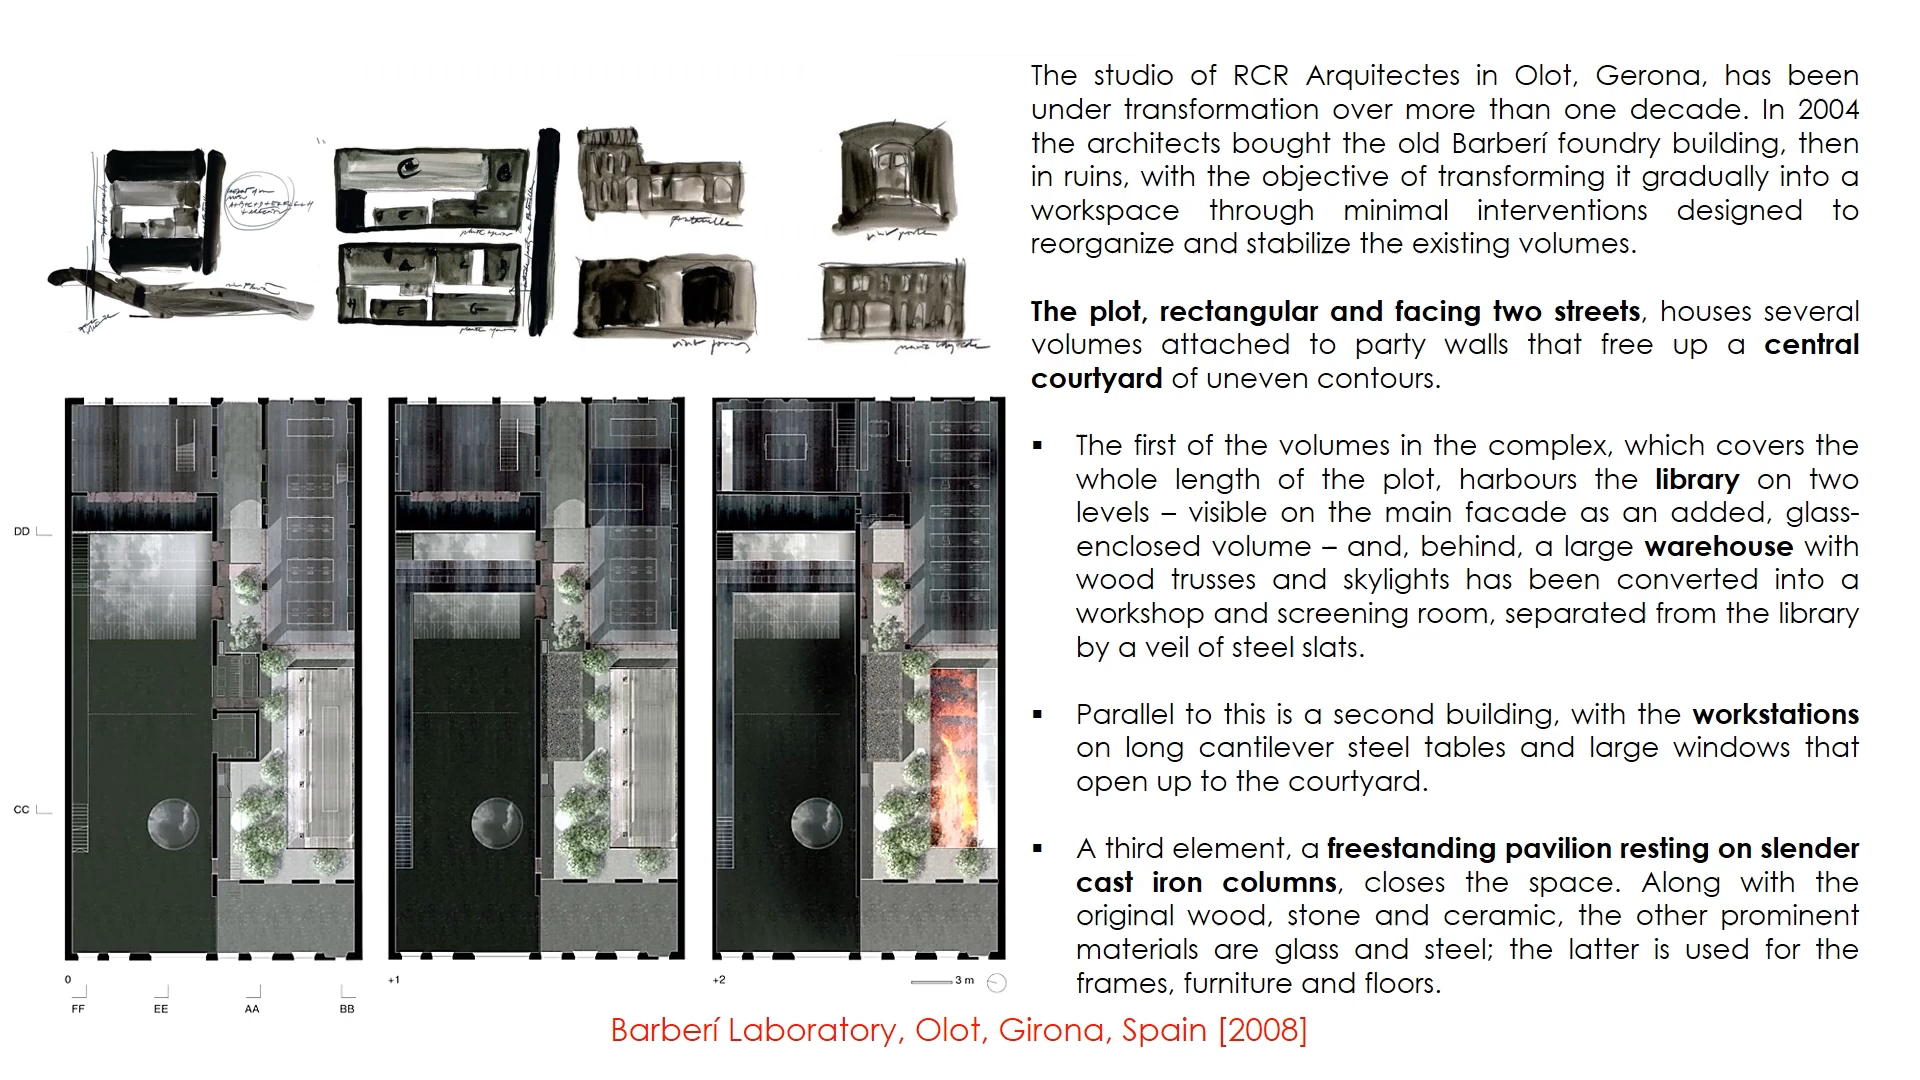 The studio of RCR Arquitectes in Olot, Gerona, has been
under transformation over more than one decade. In 2004
the architects bought the old Barberí foundry building, then
in ruins, with the objective of transforming it gradually into a
workspace through minimal interventions designed to
reorganize and stabilize the existing volumes.
The plot, rectangular and facing two streets, houses several
volumes attached to party walls that free up a central
courtyard of uneven contours.
▪ The first of the volumes in the complex, which covers the
whole length of the plot, harbours the library on two
levels – visible on the main facade as an added, glass-
enclosed volume – and, behind, a large warehouse with
wood trusses and skylights has been converted into a
workshop and screening room, separated from the library
by a veil of steel slats.
▪ Parallel to this is a second building, with the workstations
on long cantilever steel tables and large windows that
open up to the courtyard.
▪ A third element, a freestanding pavilion resting on slender
cast iron columns, closes the space. Along with the
original wood, stone and ceramic, the other prominent
materials are glass and steel; the latter is used for the
frames, furniture and floors.
DD
CC
0 +1 +2 3 m
FF EE AA BB
Barberí Laboratory, Olot, Girona, Spain [2008]